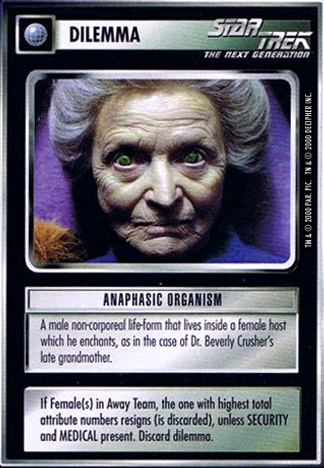 DILEMMA
STAR TREK
THE NEXT GENERATION
TM & © 2000 PAR. PIC. TM & © 2000 DECIPHER INC.
ANAPHASIC ORGANISM
A male non-corporeal life-form that lives inside a female host
which he enchants, as in the case of Dr. Beverly Crusher's
late grandmother.
If Female(s) in Away Team, the one with highest total
attribute numbers resigns (is discarded), unless SECURITY
and MEDICAL present. Discard dilemma.